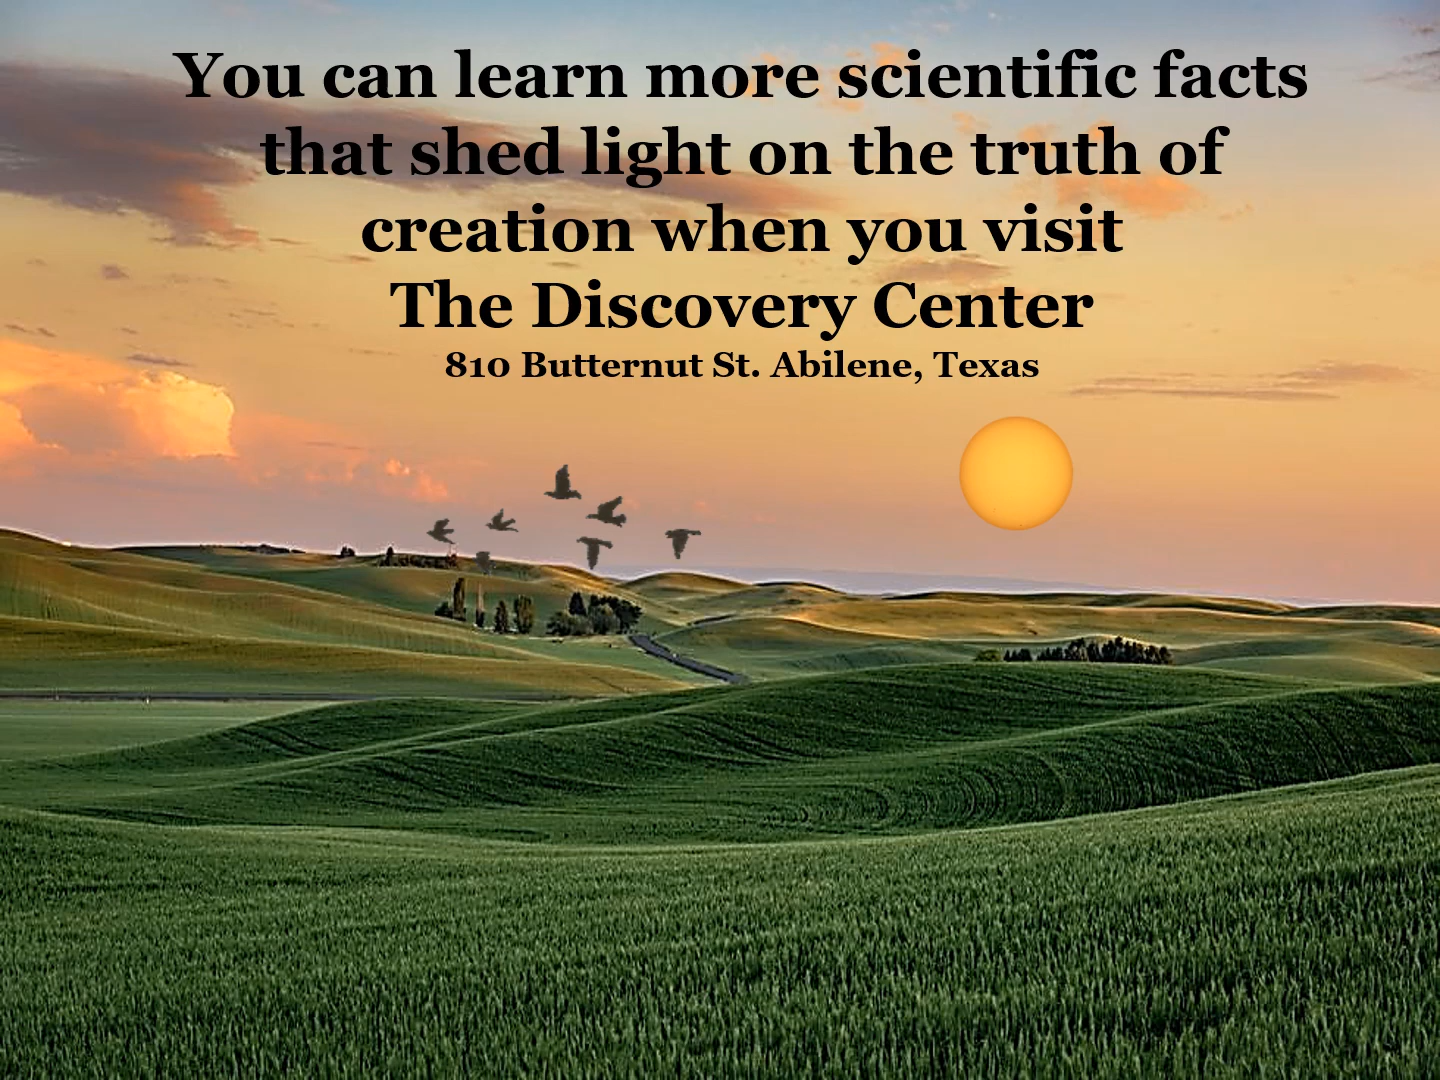 You can learn more scientific facts
that shed light on the truth of
creation when you visit
The Discovery Center
810 Butternut St. Abilene, Texas